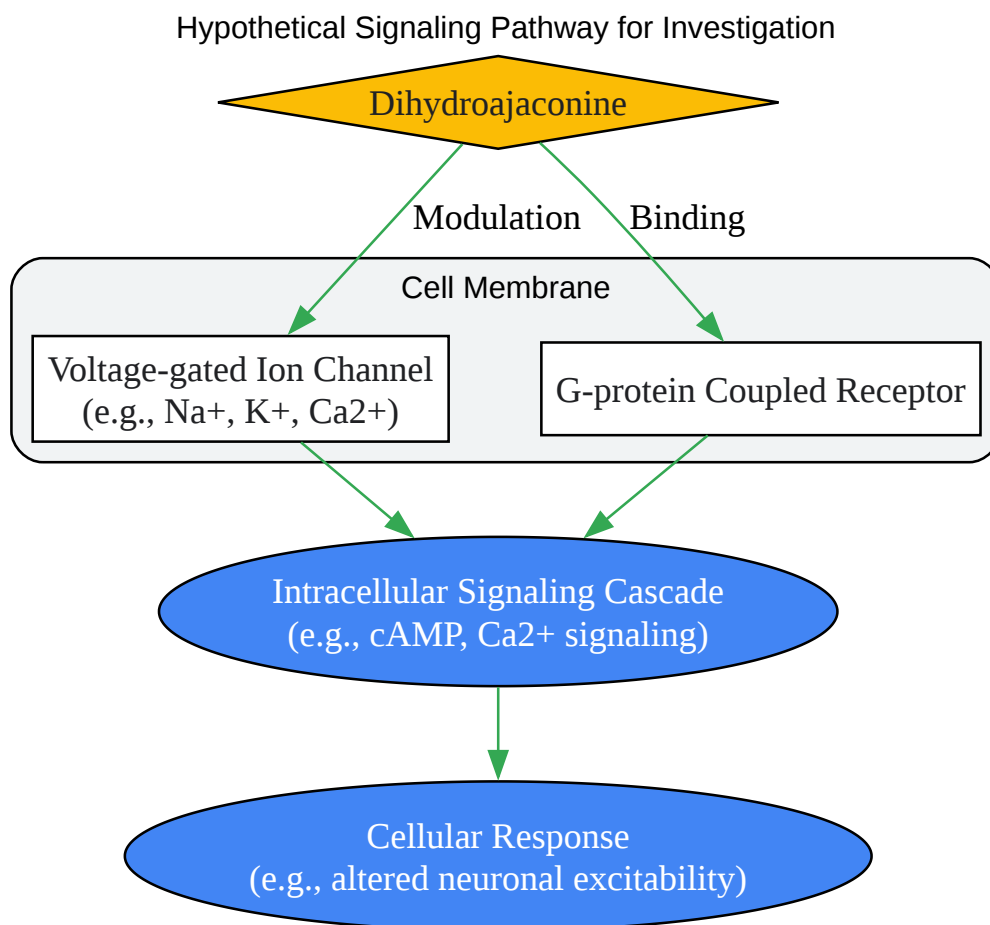 Hypothetical Signaling Pathway for Investigation
Dihydroajaconine
Modulation
Binding
Cell Membrane
Voltage-gated Ion Channel
(e.g., Na+, K+, Ca2+)
G-protein Coupled Receptor
Intracellular Signaling Cascade
(e.g., cAMP, Ca2+ signaling)
Cellular Response
(e.g., altered neuronal excitability)